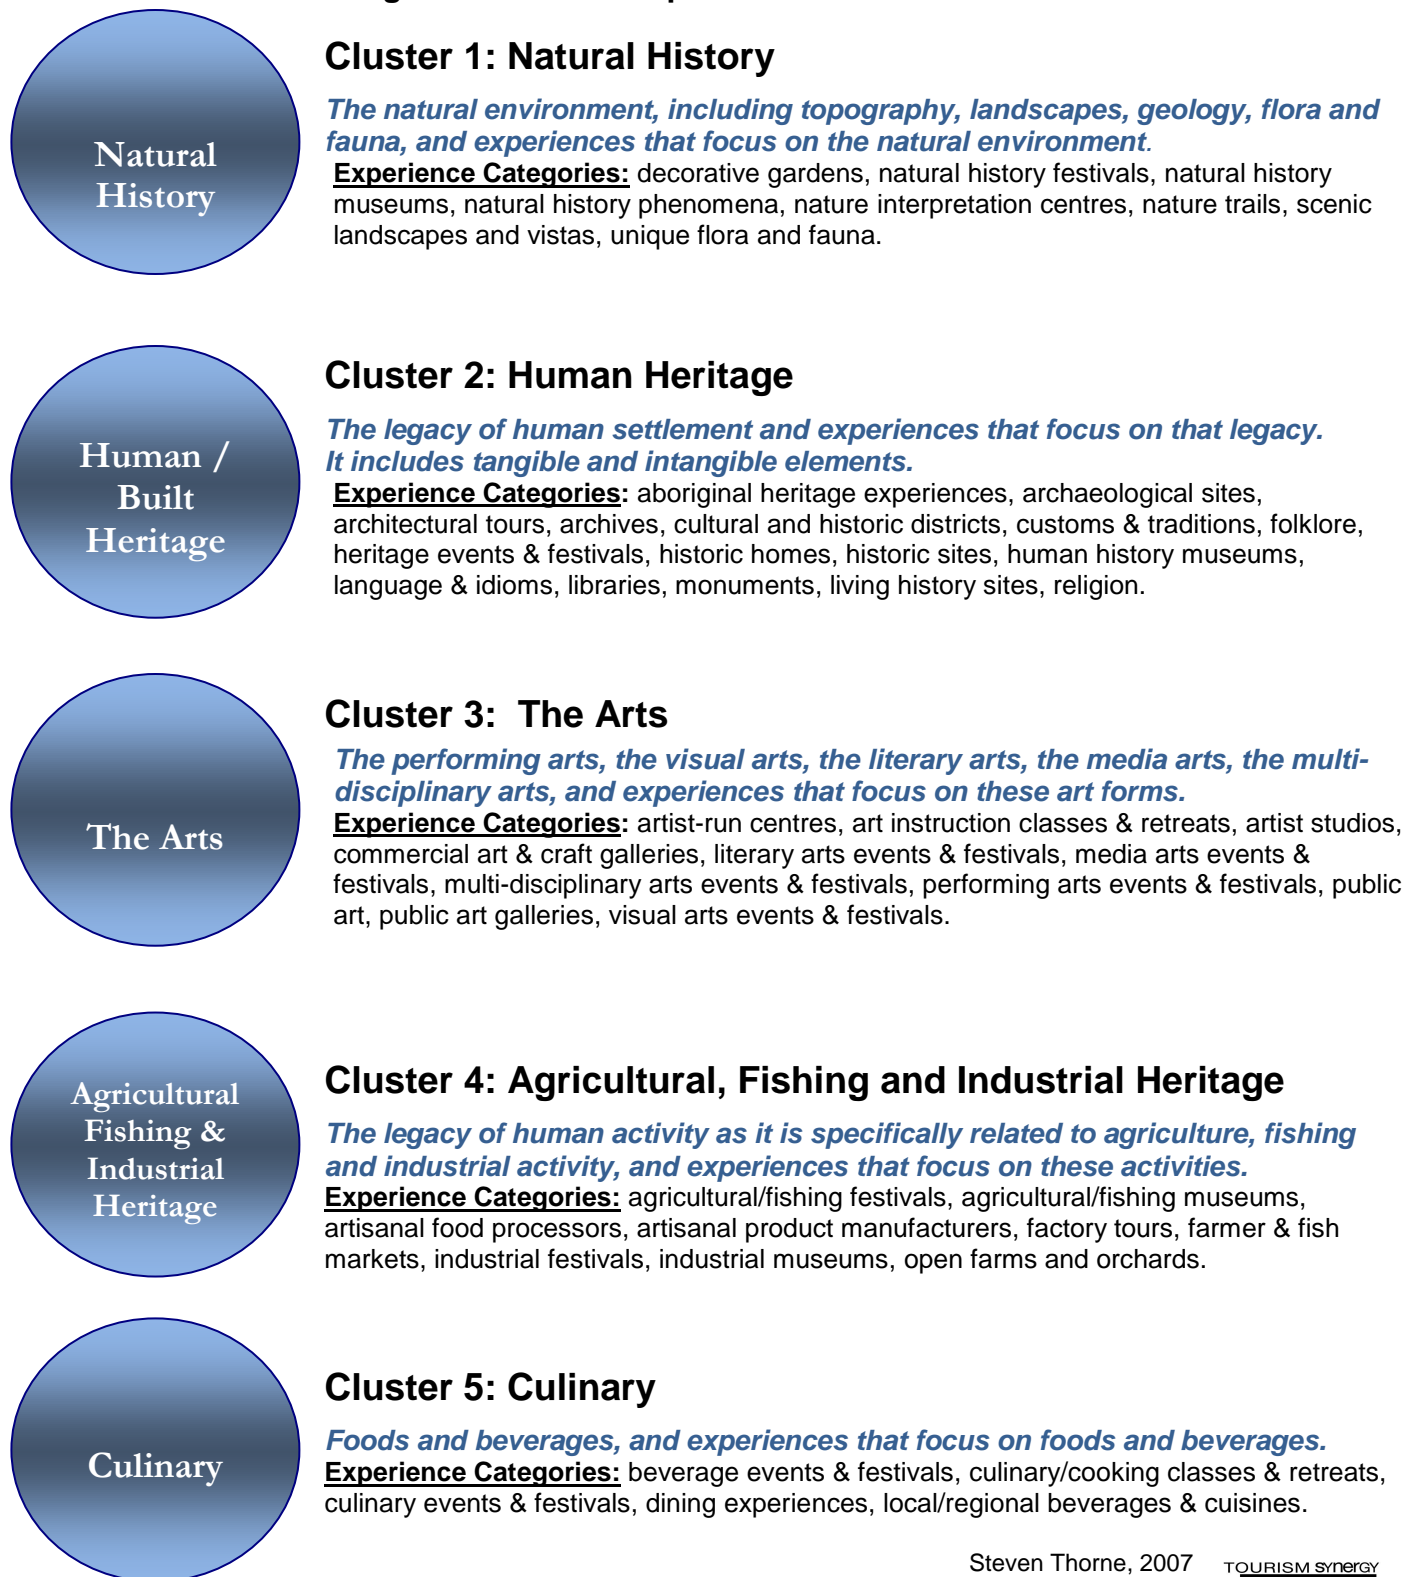 Natural
History
Cluster 1: Natural History
The natural environment, including topography, landscapes, geology, flora and
fauna, and experiences that focus on the natural environment.
Experience Categories: decorative gardens, natural history festivals, natural history
museums, natural history phenomena, nature interpretation centres, nature trails, scenic
landscapes and vistas, unique flora and fauna.
Human /
Built
Heritage
Cluster 2: Human Heritage
The legacy of human settlement and experiences that focus on that legacy.
It includes tangible and intangible elements.
Experience Categories: aboriginal heritage experiences, archaeological sites,
architectural tours, archives, cultural and historic districts, customs & traditions, folklore,
heritage events & festivals, historic homes, historic sites, human history museums,
language & idioms, libraries, monuments, living history sites, religion.
The Arts
Cluster 3: The Arts
The performing arts, the visual arts, the literary arts, the media arts, the multi-
disciplinary arts, and experiences that focus on these art forms.
Experience Categories: artist-run centres, art instruction classes & retreats, artist studios,
commercial art & craft galleries, literary arts events & festivals, media arts events &
festivals, multi-disciplinary arts events & festivals, performing arts events & festivals, public
art, public art galleries, visual arts events & festivals.
Agricultural
Fishing &
Industrial
Heritage
Cluster 4: Agricultural, Fishing and Industrial Heritage
The legacy of human activity as it is specifically related to agriculture, fishing
and industrial activity, and experiences that focus on these activities.
Experience Categories: agricultural/fishing festivals, agricultural/fishing museums,
artisanal food processors, artisanal product manufacturers, factory tours, farmer & fish
markets, industrial festivals, industrial museums, open farms and orchards.
Culinary
Cluster 5: Culinary
Foods and beverages, and experiences that focus on foods and beverages.
Experience Categories: beverage events & festivals, culinary/cooking classes & retreats,
culinary events & festivals, dining experiences, local/regional beverages & cuisines.
Steven Thorne, 2007 TOURISM synerGY